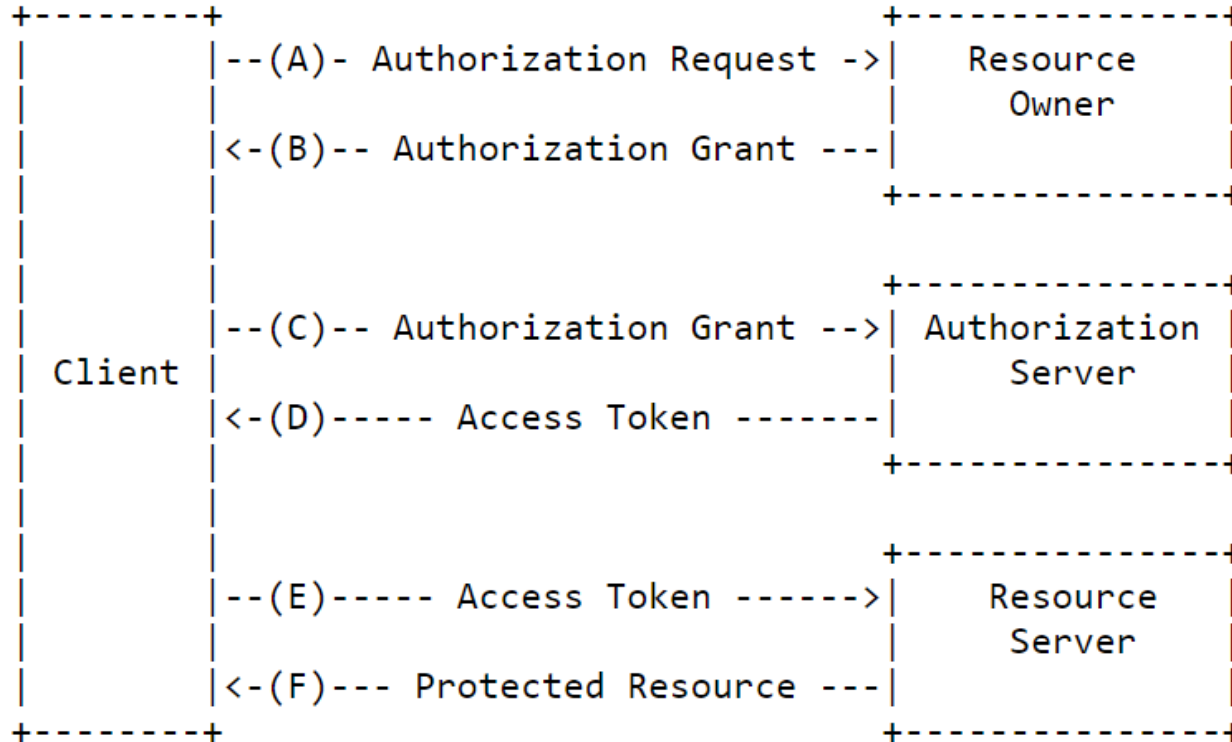 +--------+                               +---------------+
|        |--(A)- Authorization Request ->|   Resource    |
|        |                               |     Owner     |
|        |<-(B)-- Authorization Grant ---|               |
|        |                               +---------------+
|        |
|        |                               +---------------+
|        |--(C)-- Authorization Grant -->| Authorization |
| Client |                               |     Server    |
|        |<-(D)----- Access Token -------|               |
|        |                               +---------------+
|        |
|        |                               +---------------+
|        |--(E)----- Access Token ------>|    Resource   |
|        |                               |     Server    |
|        |<-(F)--- Protected Resource ---|               |
+--------+                               +---------------+